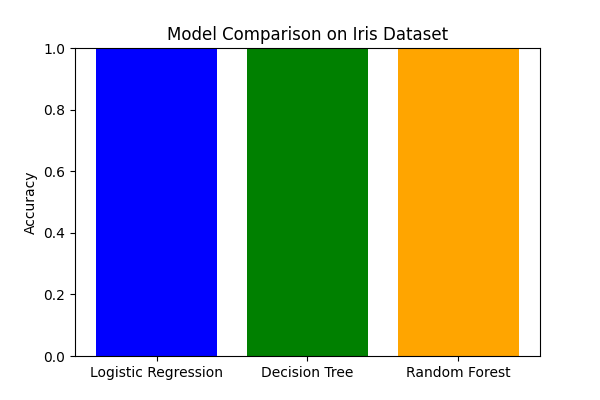 Model Comparison on Iris Dataset
1.0
0.8
0.6
0.4
0.2
0.0
Accuracy
Logistic Regression
Decision Tree
Random Forest